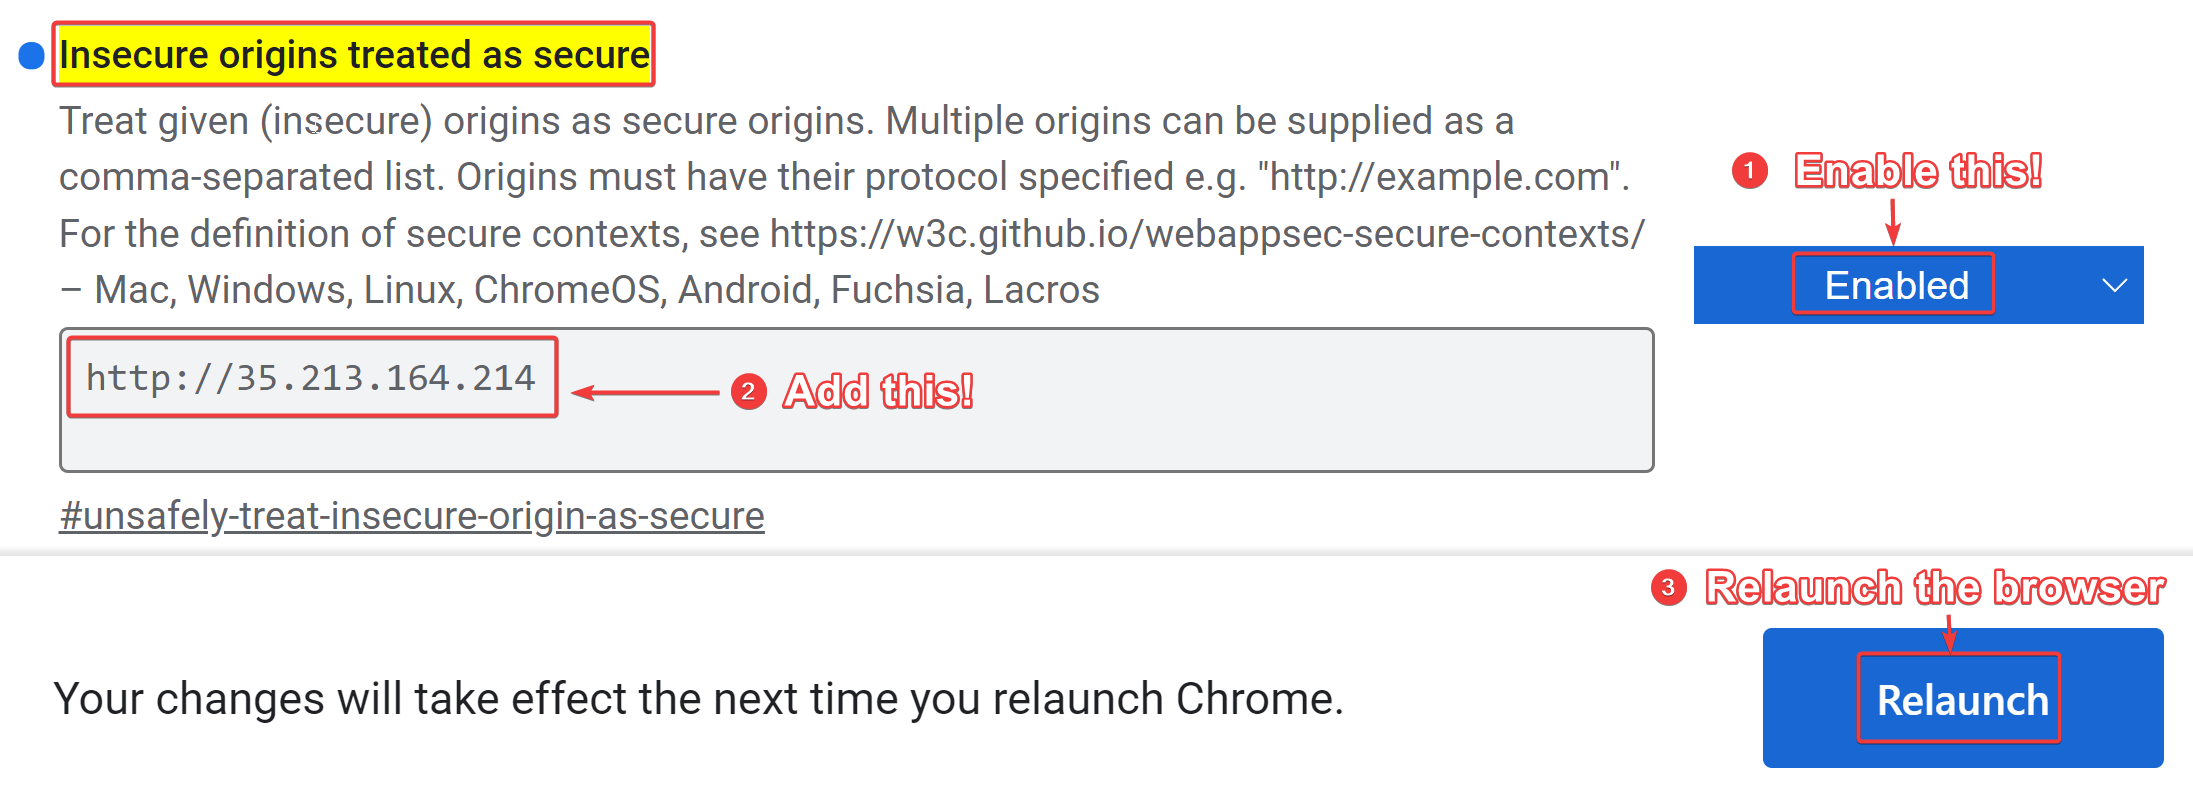 Insecure origins treated as secure
Treat given (insecure) origins as secure origins. Multiple origins can be supplied as a
comma-separated list. Origins must have their protocol specified e.g. "http://example.com".
For the definition of secure contexts, see https://w3c.github.io/webappsec-secure-contexts/
– Mac, Windows, Linux, ChromeOS, Android, Fuchsia, Lacros
1 Enable this!
Enabled
http://35.213.164.214
2 Add this!
#unsafely-treat-insecure-origin-as-secure
3 Relaunch the browser
Your changes will take effect the next time you relaunch Chrome.
Relaunch